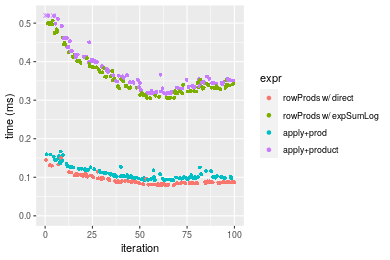 0.5
0.4
0.3
0.2
0.1
0.0
time (ms)
0
25
50
75
100
iteration
expr
rowProds w/ direct
rowProds w/ expSumLog
apply+prod
apply+product